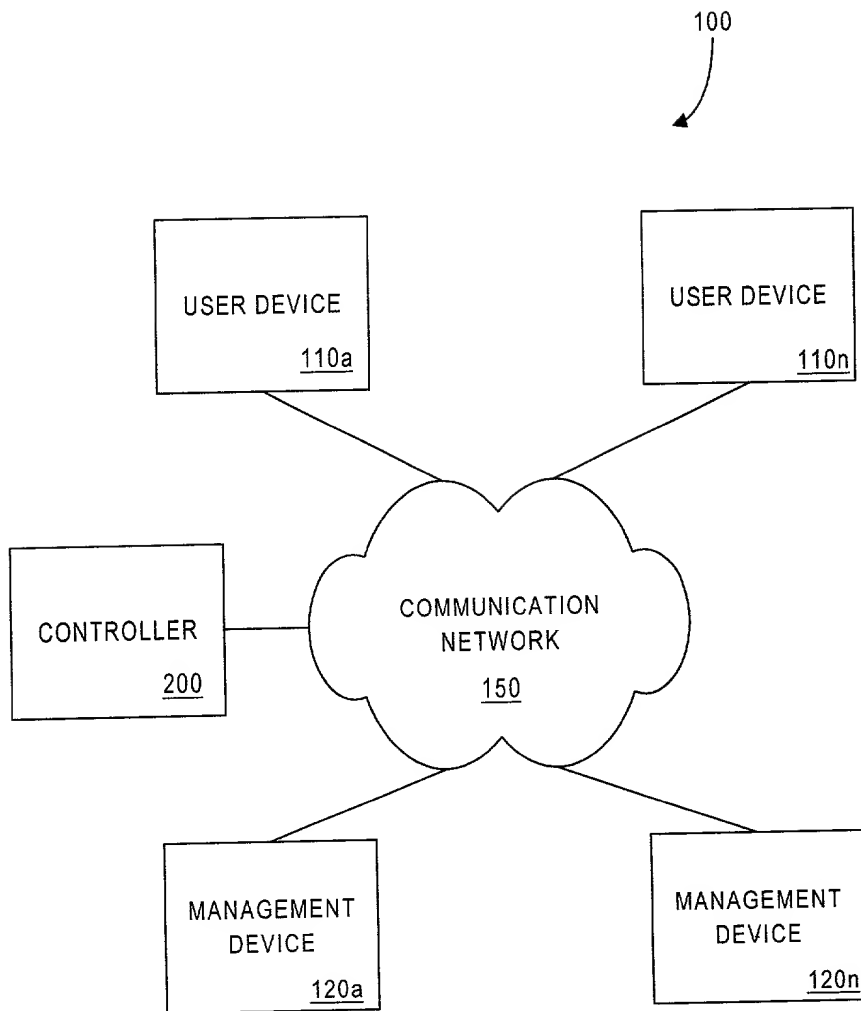 100
USER DEVICE
110a
USER DEVICE
110n
CONTROLLER
200
COMMUNICATION
NETWORK
150
MANAGEMENT
DEVICE
120a
MANAGEMENT
DEVICE
120n